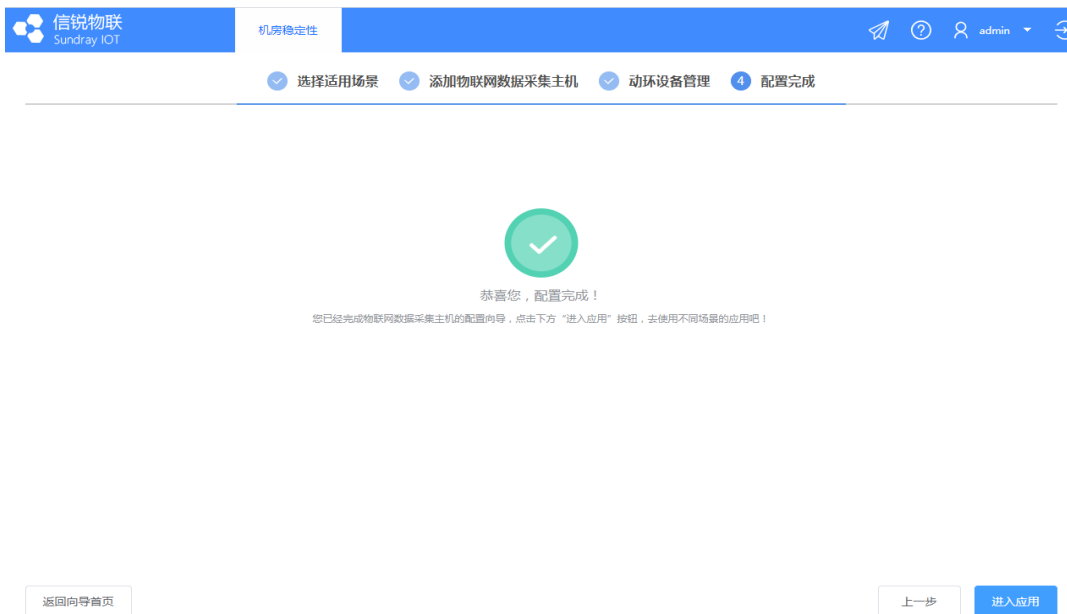 信锐物联
Sundray IOT
机房稳定性
admin
选择适用场景
添加物联网数据采集主机
动环设备管理
4 配置完成
恭喜您，配置完成！
您已经完成物联网数据采集主机的配置向导，点击下方“进入应用”按钮，去使用不同场景的应用吧！
返回向导首页
上一步
进入应用